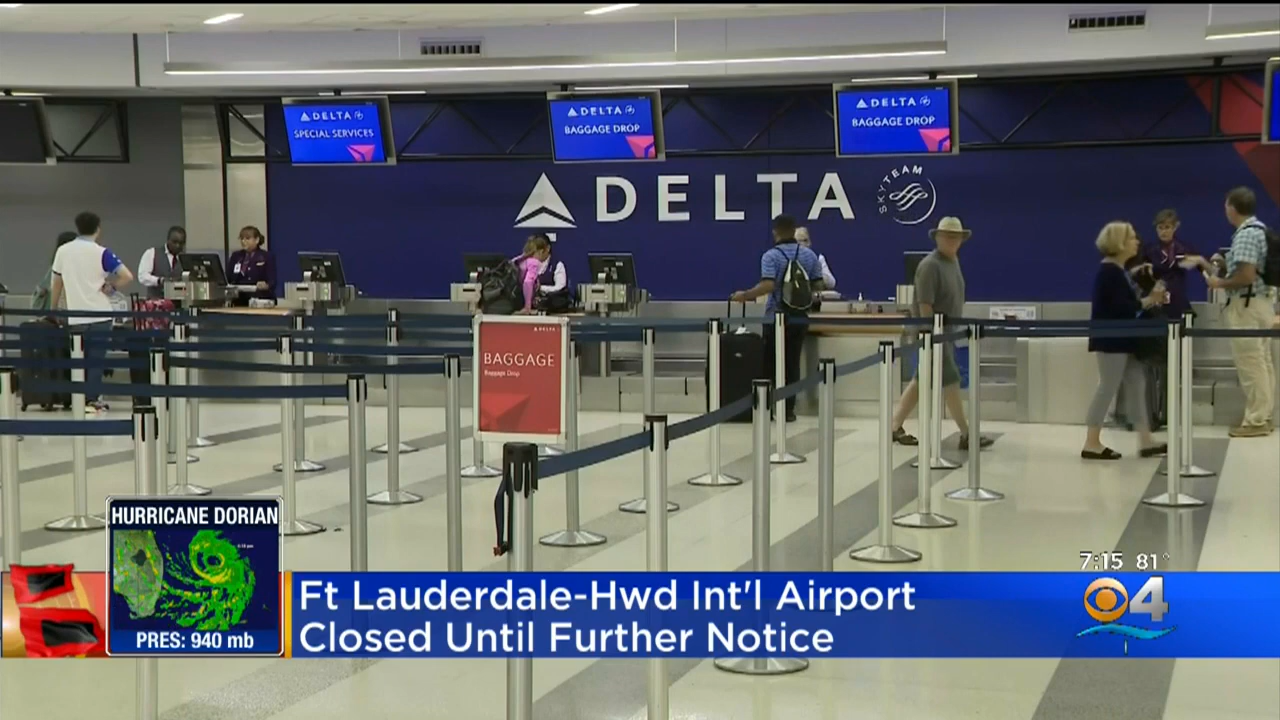 DELTA
SPECIAL SERVICES
DELTA
BAGGAGE DROP
DELTA
BAGGAGE DROP
DELTA
SKYTEAM
DELTA
BAGGAGE
Baggage Drop
HURRICANE DORIAN
PRES: 940 mb
7:15 81°
Ft Lauderdale-Hwd Int'l Airport
Closed Until Further Notice
4